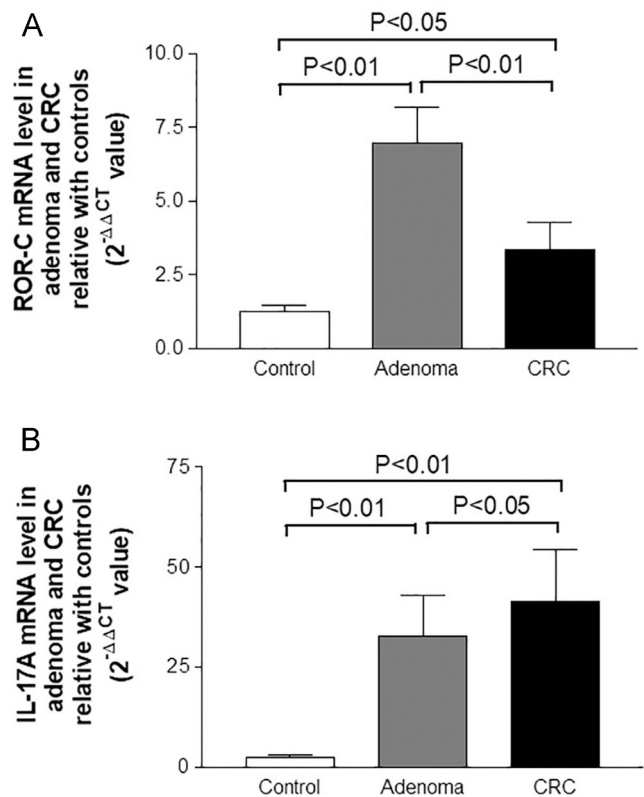 A
ROR-C mRNA level in
adenoma and CRC
relative with controls
(2^-ΔΔCT value)
10.0
7.5
5.0
2.5
0.0
P<0.05
P<0.01 P<0.01
Control Adenoma CRC
B
IL-17A mRNA level in
adenoma and CRC
relative with controls
(2^-ΔΔCT value)
75
50
25
0
P<0.01
P<0.01 P<0.05
Control Adenoma CRC